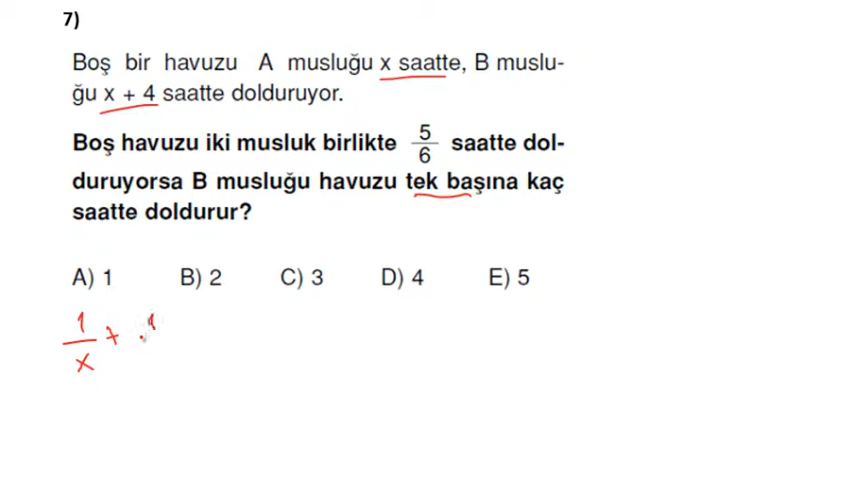 7)
Boş bir havuzu A musluğu x saatte, B muslu-
ğu x + 4 saatte dolduruyor.
Boş havuzu iki musluk birlikte 5/6 saatte dol-
duruyorsa B musluğu havuzu tek başına kaç
saatte doldurur?
A) 1 B) 2 C) 3 D) 4 E) 5
1/x + 1